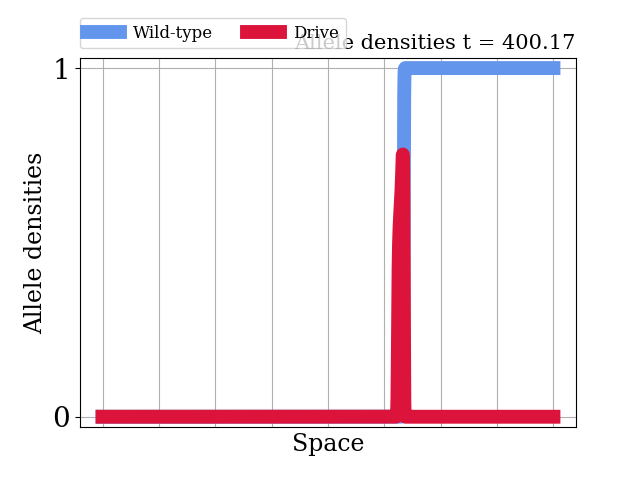 Wild-type Drive
Allele densities t = 400.17
1
Allele densities
0
Space